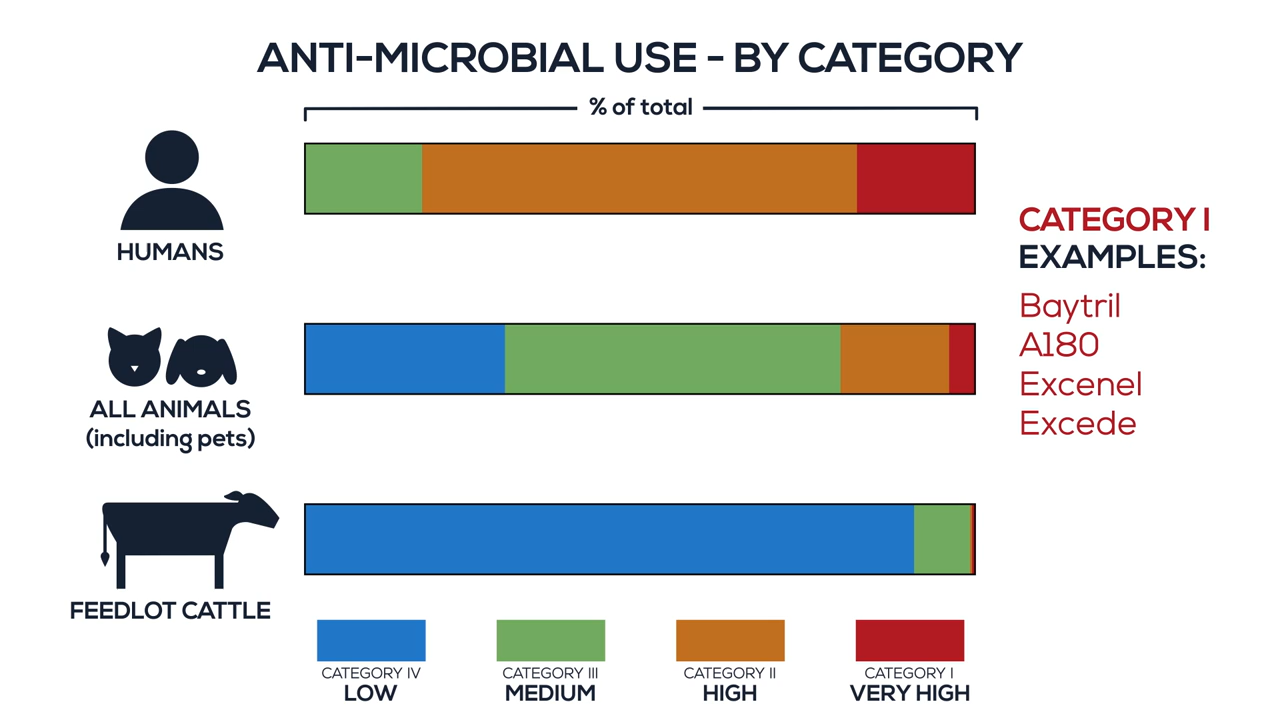 ANTI-MICROBIAL USE - BY CATEGORY
% of total
HUMANS
CATEGORY I
EXAMPLES:
Baytril
A180
Excenel
Excede
ALL ANIMALS
(including pets)
FEEDLOT CATTLE
CATEGORY IV
LOW
CATEGORY III
MEDIUM
CATEGORY II
HIGH
CATEGORY I
VERY HIGH